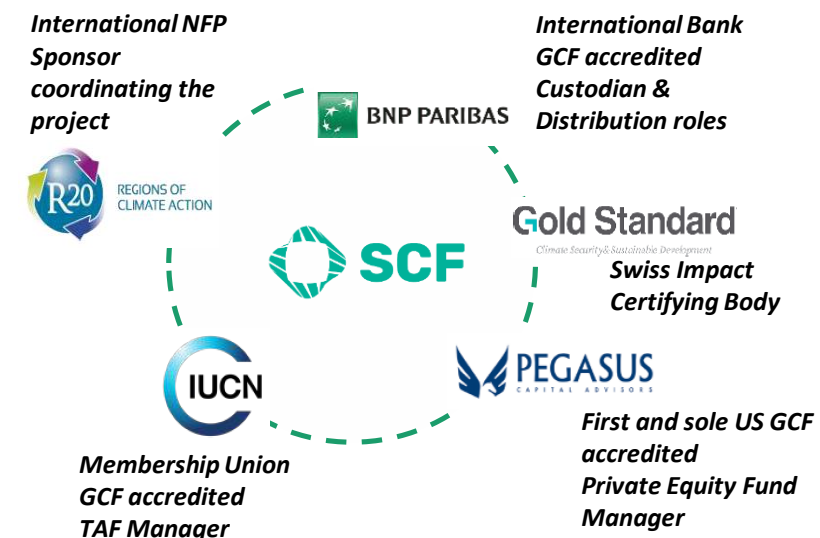 International NFP
Sponsor
coordinating the
project
International Bank
GCF accredited
Custodian &
Distribution roles
BNP PARIBAS
R20
REGIONS OF
CLIMATE ACTION
Gold Standard
Climate Security & Sustainable Development
Swiss Impact
Certifying Body
SCF
IUCN
PEGASUS
CAPITAL ADVISORS
First and sole US GCF
accredited
Private Equity Fund
Manager
Membership Union
GCF accredited
TAF Manager